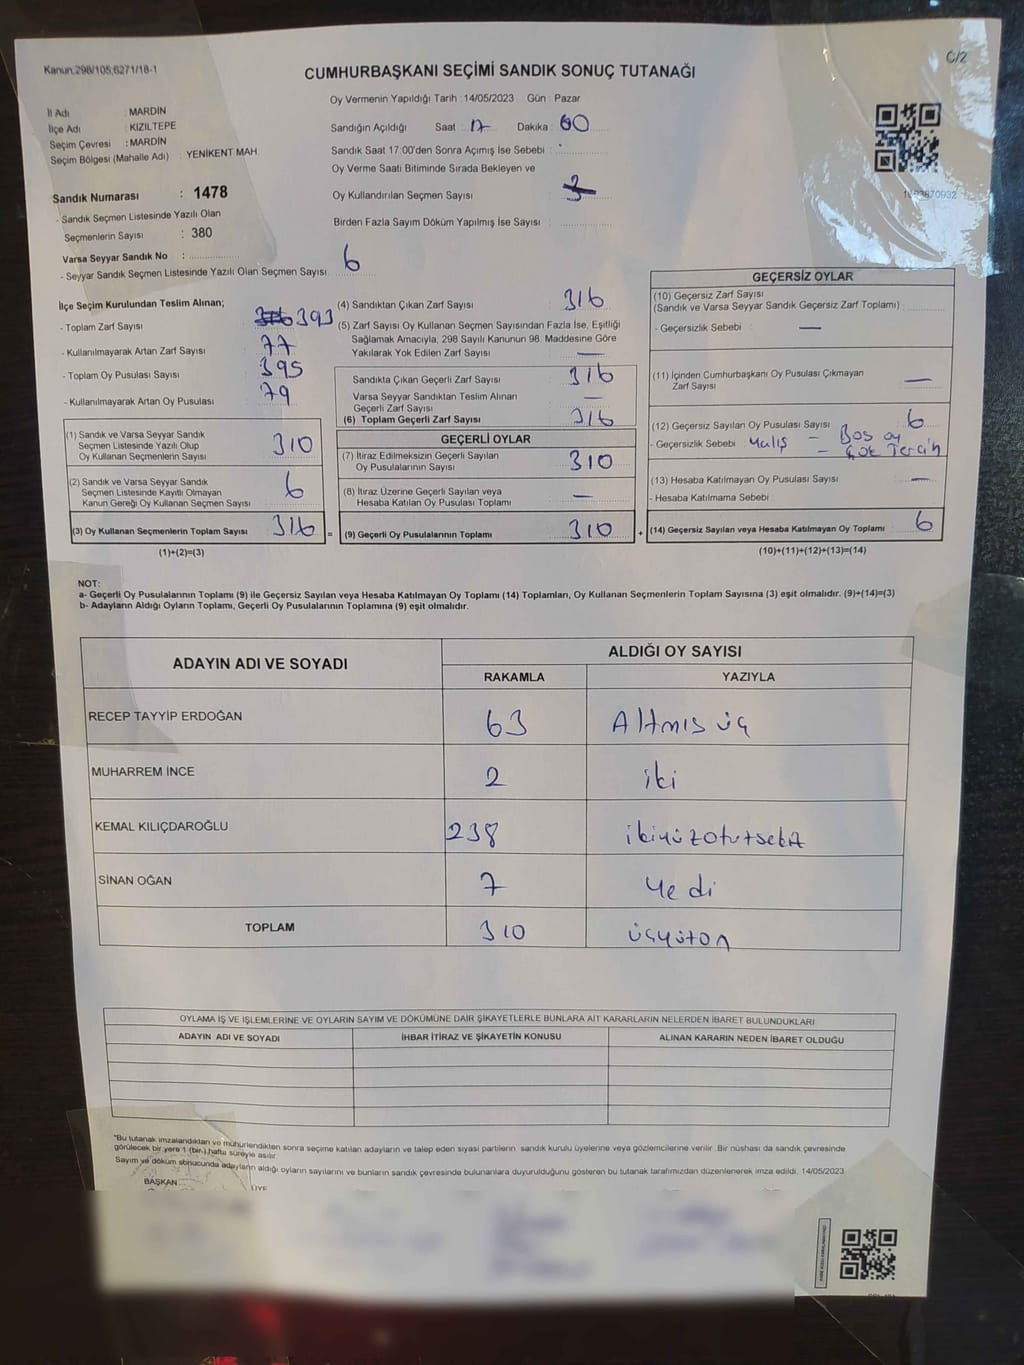 Kanun:298/105;6271/18-1
C/2
CUMHURBAŞKANI SEÇİMİ SANDIK SONUÇ TUTANAĞI
Oy Vermenin Yapıldığı Tarih : 14/05/2023 Gün : Pazar
İl Adı : MARDİN
İlçe Adı : KIZILTEPE
Seçim Çevresi : MARDİN
Seçim Bölgesi (Mahalle Adı) : YENİKENT MAH.
Sandığın Açıldığı Saat : 17 Dakika : 00
Sandık Saat 17:00'den Sonra Açımış İse Sebebi :
Oy Verme Saati Bitiminde Sırada Bekleyen ve
Oy Kullandırılan Seçmen Sayısı :
Birden Fazla Sayım Döküm Yapılmış İse Sayısı :
Sandık Numarası : 1478
- Sandık Seçmen Listesinde Yazılı Olan
Seçmenlerin Sayısı : 380
Varsa Seyyar Sandık No :
- Seyyar Sandık Seçmen Listesinde Yazılı Olan Seçmen Sayısı: 6
İlçe Seçim Kurulundan Teslim Alınan;
- Toplam Zarf Sayısı : 393
- Kullanılmayarak Artan Zarf Sayısı : 77
- Toplam Oy Pusulası Sayısı : 395
- Kullanılmayarak Artan Oy Pusulası : 79
(1) Sandık ve Varsa Seyyar Sandık
Seçmen Listesinde Yazılı Olup
Oy Kullanan Seçmenlerin Sayısı 310
(2) Sandık ve Varsa Seyyar Sandık
Seçmen Listesinde Kayıtlı Olmayan
Kanun Gereği Oy Kullanan Seçmen Sayısı 6
(3) Oy Kullanan Seçmenlerin Toplam Sayısı 316 =
(1)+(2)=(3)
(4) Sandıktan Çıkan Zarf Sayısı : 316
(5) Zarf Sayısı Oy Kullanan Seçmen Sayısından Fazla İse, Eşitliği
Sağlamak Amacıyla, 298 Sayılı Kanunun 98. Maddesine Göre
Yakılarak Yok Edilen Zarf Sayısı : —
Sandıkta Çıkan Geçerli Zarf Sayısı : 316
Varsa Seyyar Sandıktan Teslim Alınan
Geçerli Zarf Sayısı : —
(6) Toplam Geçerli Zarf Sayısı : 316
GEÇERLİ OYLAR
(7) İtiraz Edilmeksizin Geçerli Sayılan
Oy Pusulalarının Sayısı : 310
(8) İtiraz Üzerine Geçerli Sayılan veya
Hesaba Katılan Oy Pusulası Toplamı : —
(9) Geçerli Oy Pusulalarının Toplamı : 310 +
GEÇERSİZ OYLAR
(10) Geçersiz Zarf Sayısı
(Sandık ve Varsa Seyyar Sandık Geçersiz Zarf Toplamı) :
- Geçersizlik Sebebi : —
(11) İçinden Cumhurbaşkanı Oy Pusulası Çıkmayan
Zarf Sayısı : —
(12) Geçersiz Sayılan Oy Pusulası Sayısı : 6
- Geçersizlik Sebebi : - Boş oy
- çok Tercih
(13) Hesaba Katılmayan Oy Pusulası Sayısı : —
- Hesaba Katılmama Sebebi :
(14) Geçersiz Sayılan veya Hesaba Katılmayan Oy Toplamı : 6
(10)+(11)+(12)+(13)=(14)
NOT:
a- Geçerli Oy Pusulalarının Toplamı (9) ile Geçersiz Sayılan veya Hesaba Katılmayan Oy Toplamı (14) Toplamları, Oy Kullanan Seçmenlerin Toplam Sayısına (3) eşit olmalıdır. (9)+(14)=(3)
b- Adayların Aldığı Oyların Toplamı, Geçerli Oy Pusulalarının Toplamına (9) eşit olmalıdır.
ADAYIN ADI VE SOYADI
ALDIĞI OY SAYISI
RAKAMLA YAZIYLA
RECEP TAYYİP ERDOĞAN 63 Altmış üç
MUHARREM İNCE 2 iki
KEMAL KILIÇDAROĞLU 238 ikiyüzotutsekiz
SİNAN OĞAN 7 Yedi
TOPLAM 310 üçyüton
OYLAMA İŞ VE İŞLEMLERİNE VE OYLARIN SAYIM VE DÖKÜMÜNE DAİR ŞİKAYETLERLE BUNLARA AİT KARARLARIN NELERDEN İBARET BULUNDUKLARI
ADAYIN ADI VE SOYADI İHBAR İTİRAZ VE ŞİKAYETİN KONUSU ALINAN KARARIN NEDEN İBARET OLDUĞU
*Bu tutanak imzalandıktan ve mühürlendikten sonra seçime katılan adayların ve talep eden siyasi partilerin sandık kurulu üyelerine veya gözlemcilerine verilir. Bir nüshası da sandık çevresinde
görülecek bir yere 1 (bir) hafta süreyle asılır.
Sayım ve döküm sonucunda adayların aldığı oyların sayılarını ve bunların sandık çevresinde bulunanlara duyurulduğunu gösteren bu tutanak tarafımızdan düzenlenerek imza edildi. 14/05/2023
BAŞKAN
ÜYE